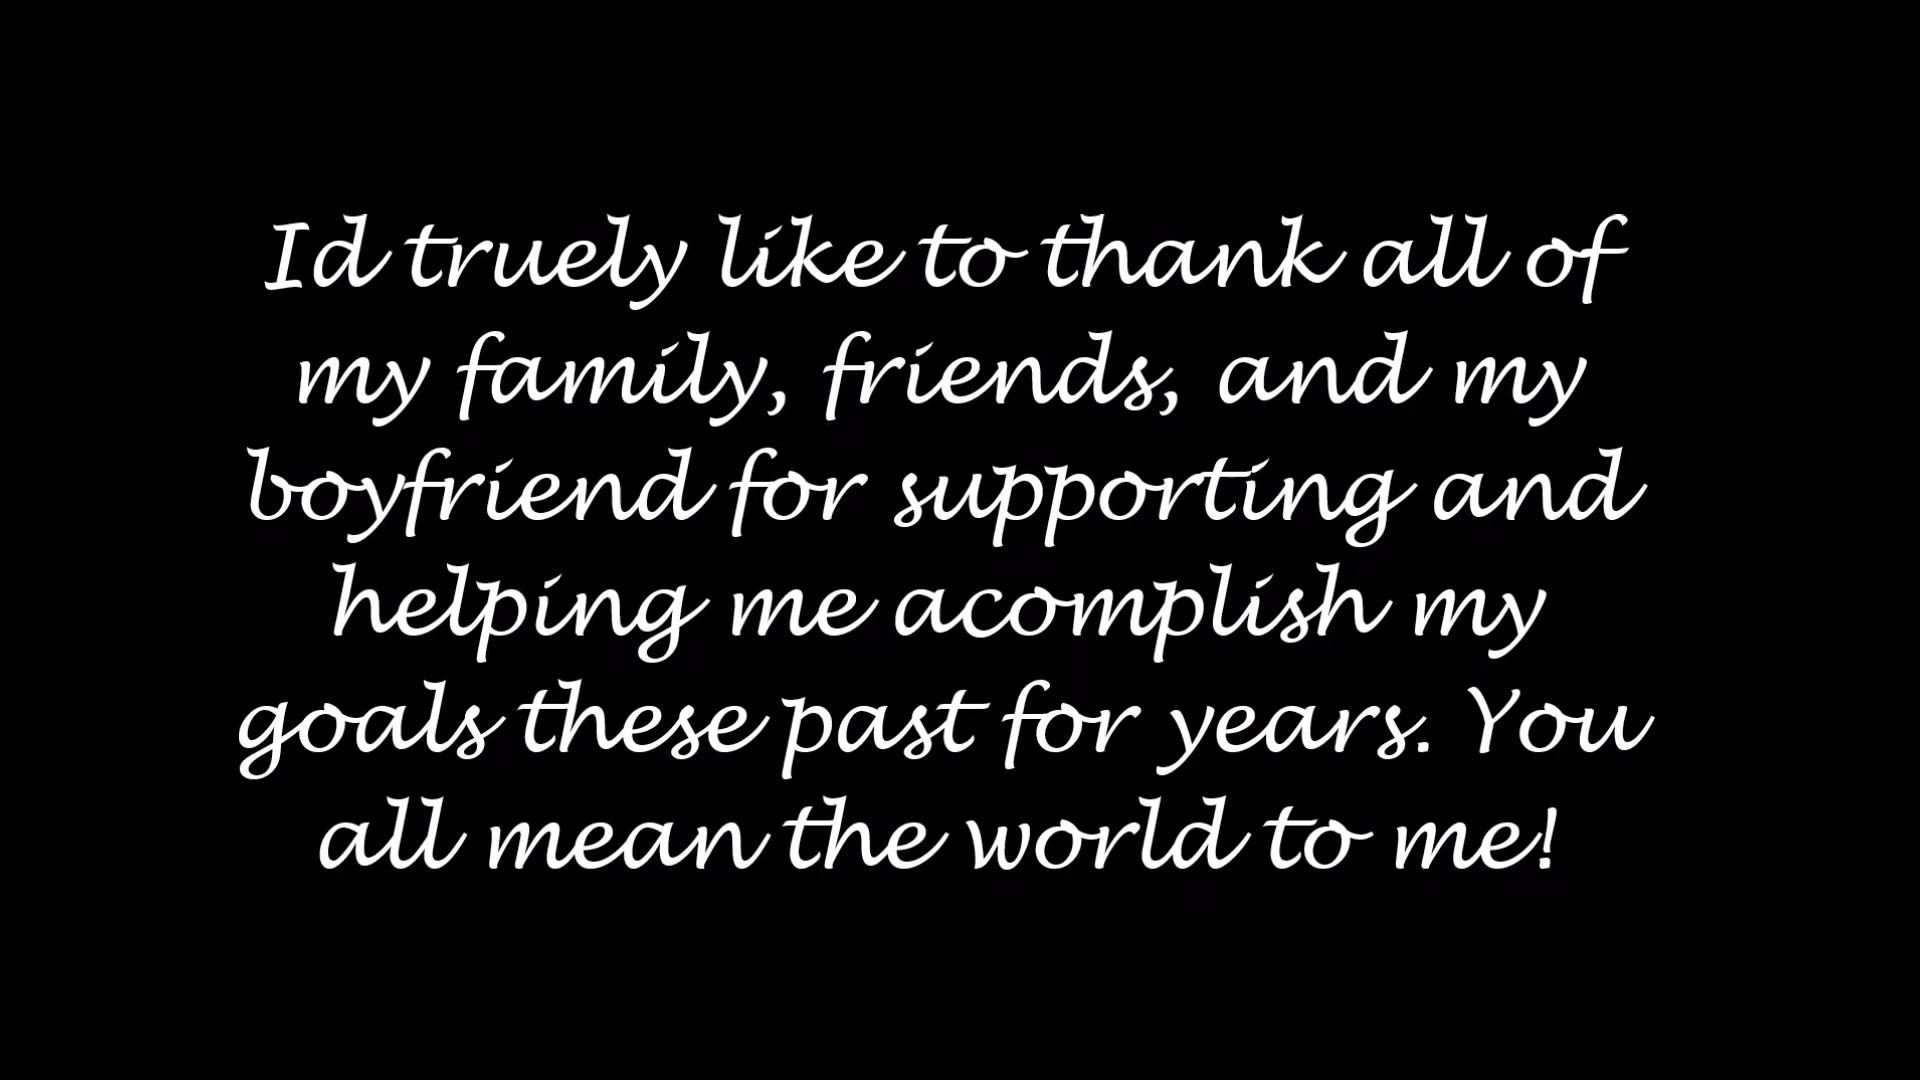 Id truely like to thank all of
my family, friends, and my
boyfriend for supporting and
helping me acomplish my
goals these past for years. You
all mean the world to me!